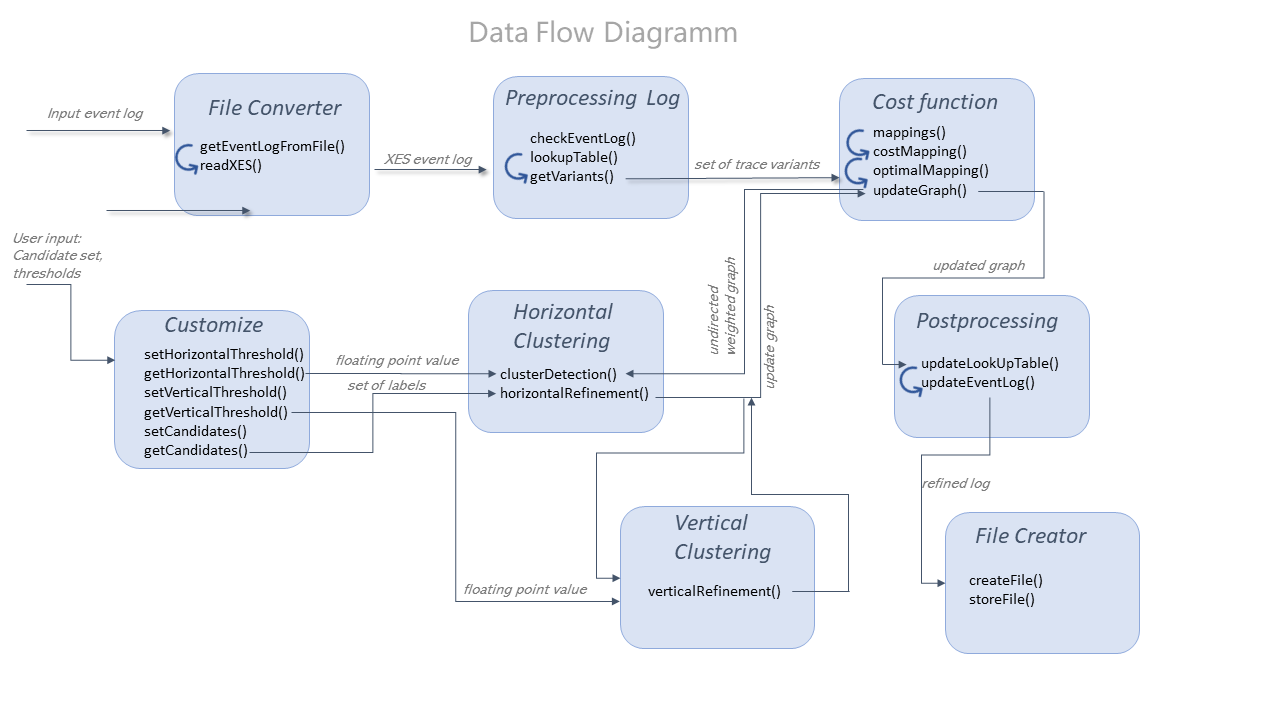 Data Flow Diagramm
Input event log
File Converter
getEventLogFromFile()
readXES()
XES event log
Preprocessing Log
checkEventLog()
lookupTable()
getVariants()
set of trace variants
Cost function
mappings()
costMapping()
optimalMapping()
updateGraph()
User input:
Candidate set,
thresholds
Customize
setHorizontalThreshold()
getHorizontalThreshold()
setVerticalThreshold()
getVerticalThreshold()
setCandidates()
getCandidates()
floating point value
set of labels
Horizontal
Clustering
clusterDetection()
horizontalRefinement()
undirected
weighted graph
update graph
updated graph
Postprocessing
updateLookUpTable()
updateEventLog()
refined log
floating point value
Vertical
Clustering
verticalRefinement()
File Creator
createFile()
storeFile()